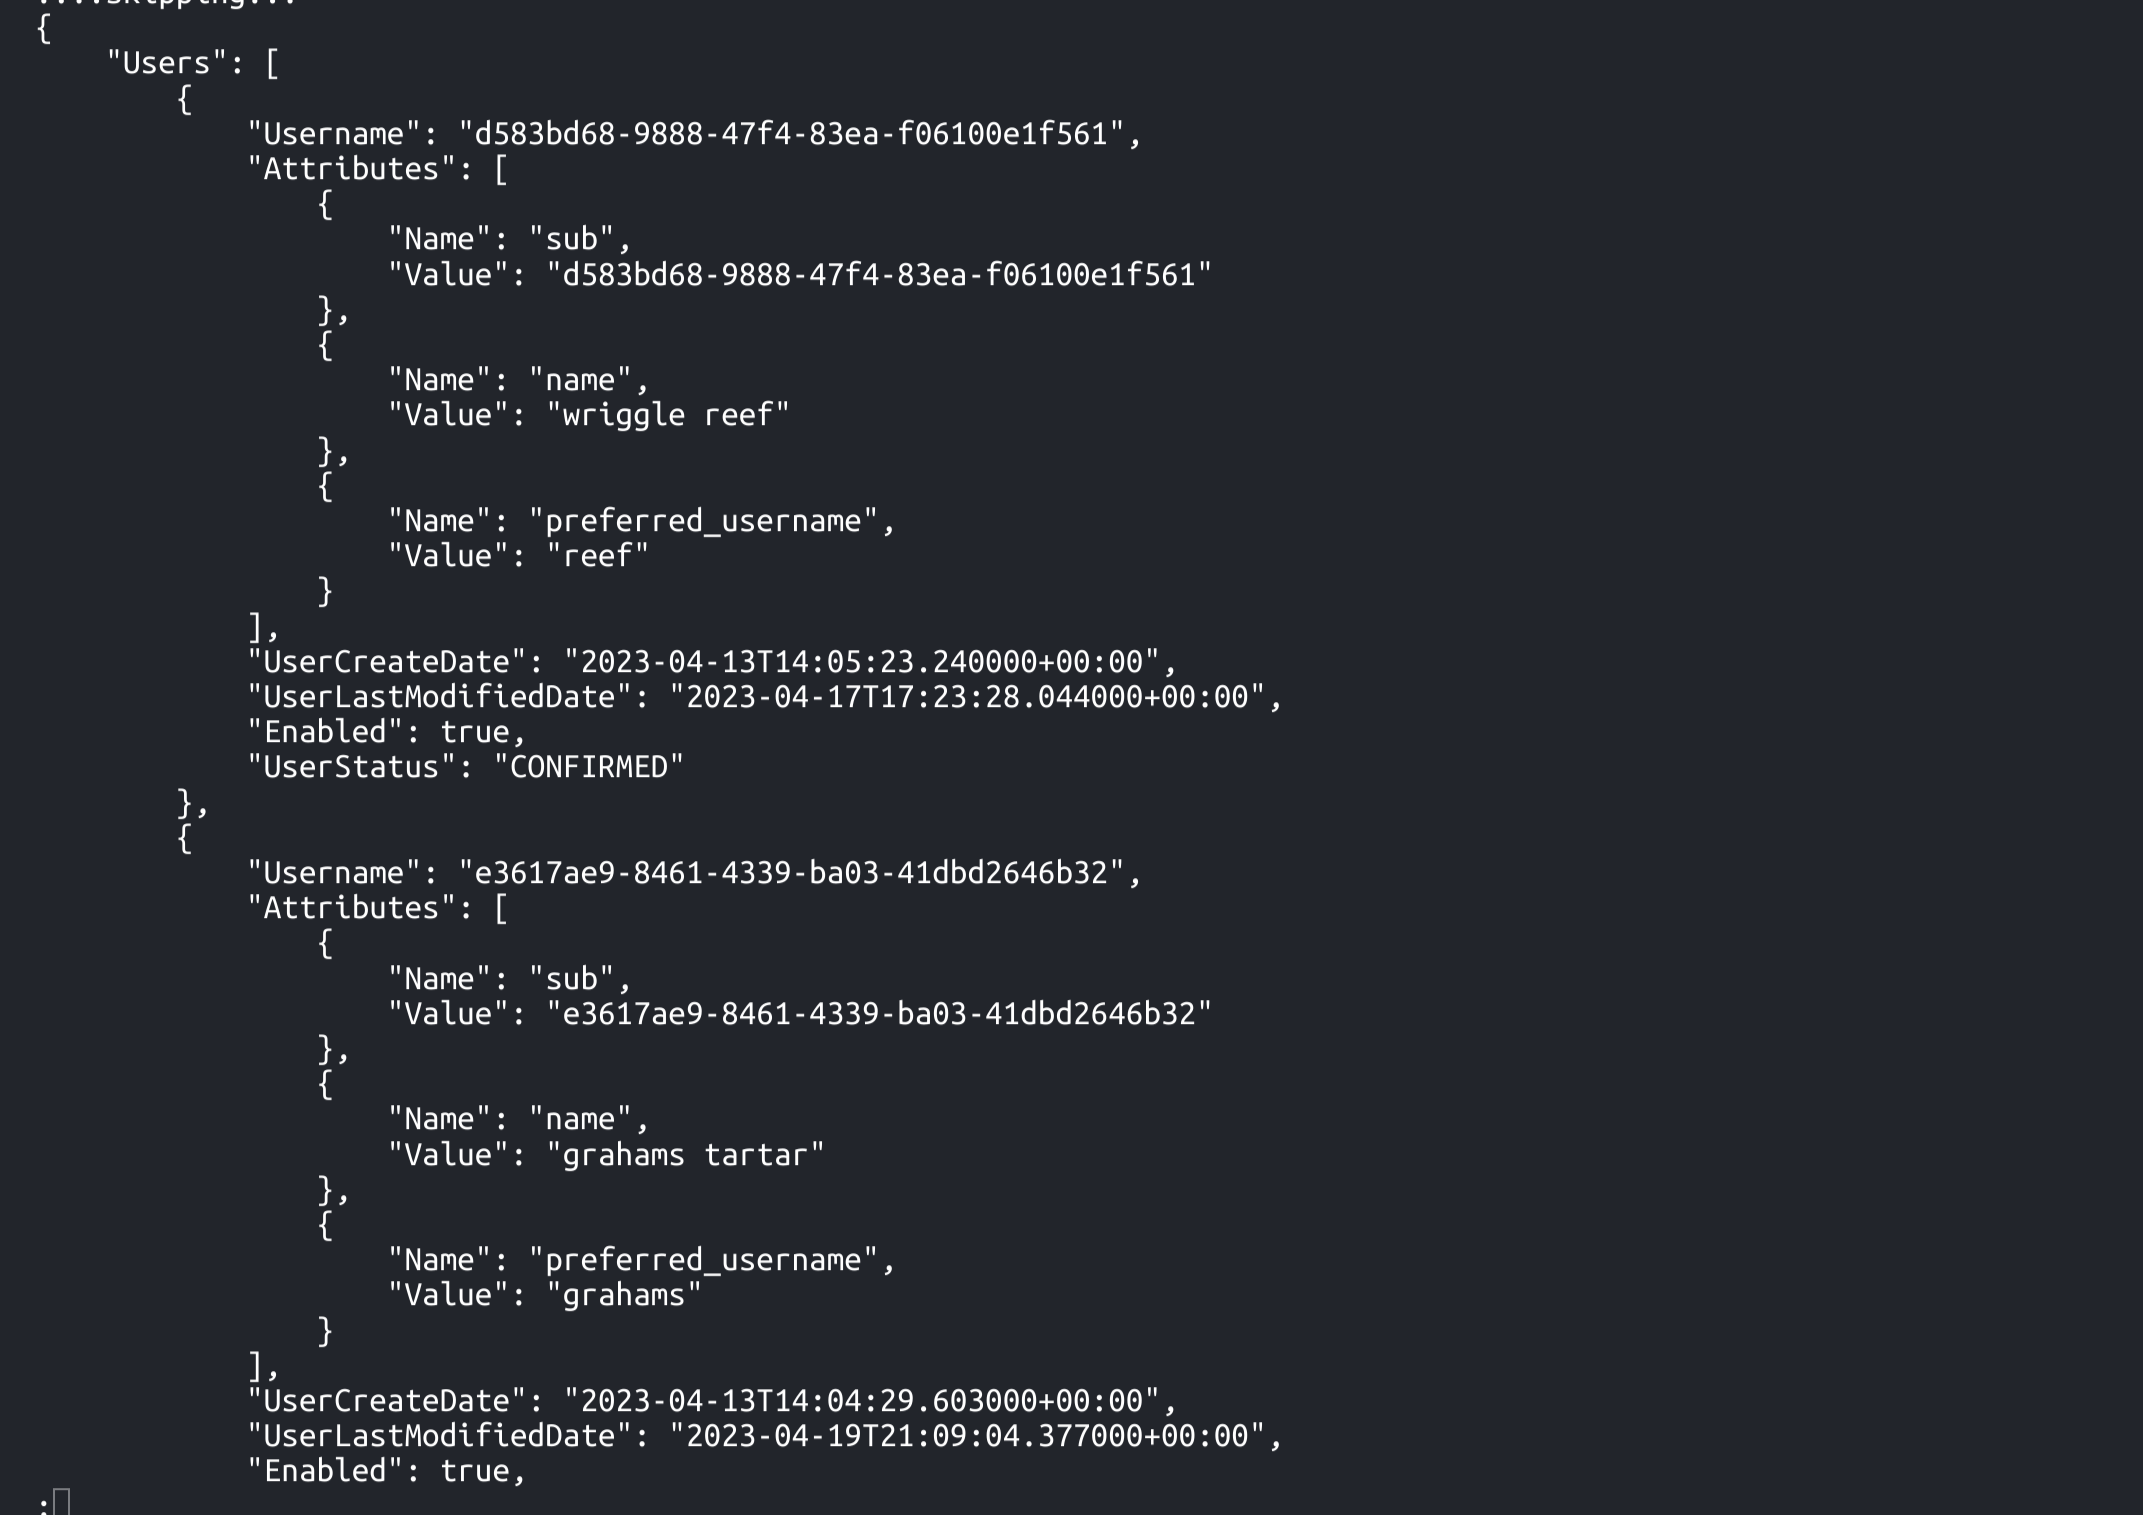 ....skipping...
{
    "Users": [
        {
            "Username": "d583bd68-9888-47f4-83ea-f06100e1f561",
            "Attributes": [
                {
                    "Name": "sub",
                    "Value": "d583bd68-9888-47f4-83ea-f06100e1f561"
                },
                {
                    "Name": "name",
                    "Value": "wriggle reef"
                },
                {
                    "Name": "preferred_username",
                    "Value": "reef"
                }
            ],
            "UserCreateDate": "2023-04-13T14:05:23.240000+00:00",
            "UserLastModifiedDate": "2023-04-17T17:23:28.044000+00:00",
            "Enabled": true,
            "UserStatus": "CONFIRMED"
        },
        {
            "Username": "e3617ae9-8461-4339-ba03-41dbd2646b32",
            "Attributes": [
                {
                    "Name": "sub",
                    "Value": "e3617ae9-8461-4339-ba03-41dbd2646b32"
                },
                {
                    "Name": "name",
                    "Value": "grahams tartar"
                },
                {
                    "Name": "preferred_username",
                    "Value": "grahams"
                }
            ],
            "UserCreateDate": "2023-04-13T14:04:29.603000+00:00",
            "UserLastModifiedDate": "2023-04-19T21:09:04.377000+00:00",
            "Enabled": true,
: